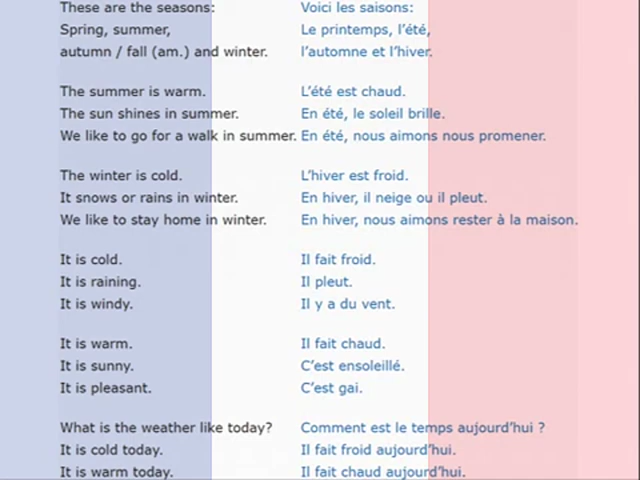 These are the seasons: Voici les saisons:
Spring, summer, Le printemps, l’été,
autumn / fall (am.) and winter. l’automne et l’hiver.
The summer is warm. L’été est chaud.
The sun shines in summer. En été, le soleil brille.
We like to go for a walk in summer. En été, nous aimons nous promener.
The winter is cold. L’hiver est froid.
It snows or rains in winter. En hiver, il neige ou il pleut.
We like to stay home in winter. En hiver, nous aimons rester à la maison.
It is cold. Il fait froid.
It is raining. Il pleut.
It is windy. Il y a du vent.
It is warm. Il fait chaud.
It is sunny. C’est ensoleillé.
It is pleasant. C’est gai.
What is the weather like today? Comment est le temps aujourd’hui ?
It is cold today. Il fait froid aujourd’hui.
It is warm today. Il fait chaud aujourd’hui.